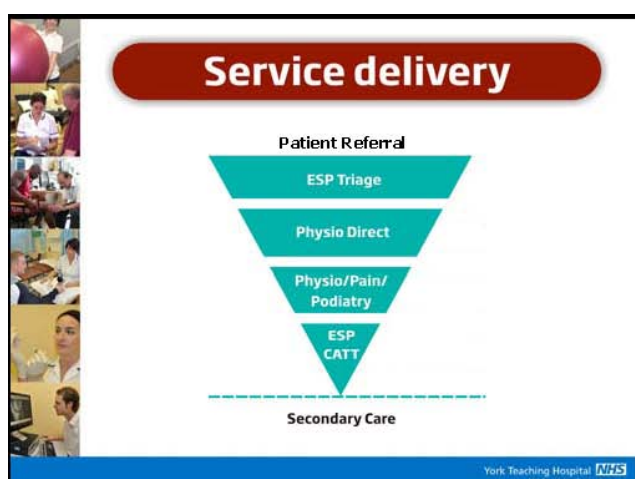 Service delivery
Patient Referral
ESP Triage
Physio Direct
Physio/Pain/
Podiatry
ESP
CATT
Secondary Care
York Teaching Hospital NHS